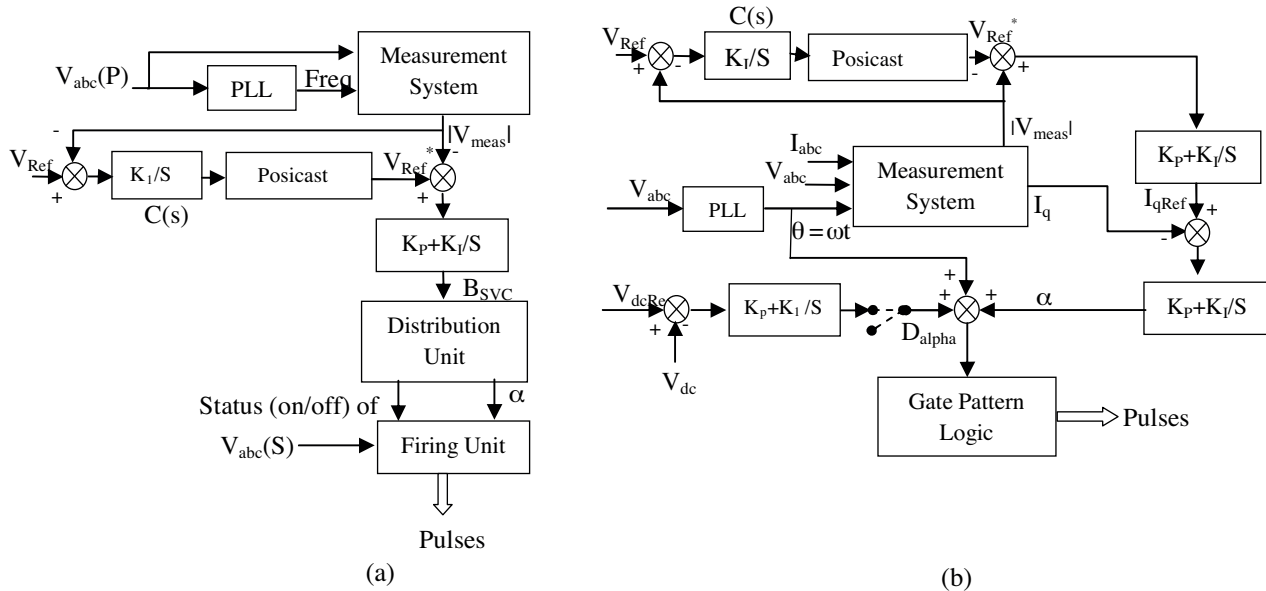 Measurement
System
V_abc(P)
PLL
Freq
|V_meas|
-
-
V_Ref
+
K₁/S
C(s)
Posicast
V_Ref*
+
K_P+K_I/S
B_SVC
Distribution
Unit
Status (on/off) of
α
V_abc(S)
Firing Unit
Pulses
(a)
C(s)
V_Ref
+
-
K_I/S
Posicast
V_Ref*
-
+
|V_meas|
I_abc
V_abc
V_abc
PLL
θ = ωt
Measurement
System
I_q
K_P+K_I/S
I_qRef
+
-
K_P+K_I/S
α
V_dcRe
+
-
V_dc
K_p+K₁/S
+
+
+
D_alpha
Gate Pattern
Logic
Pulses
(b)